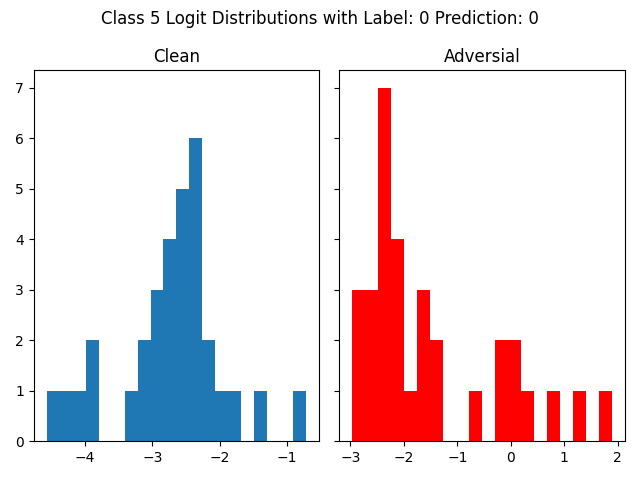 Class 5 Logit Distributions with Label: 0 Prediction: 0
Clean
Adversial
7
6
5
4
3
2
1
0
−4 −3 −2 −1
−3 −2 −1 0 1 2